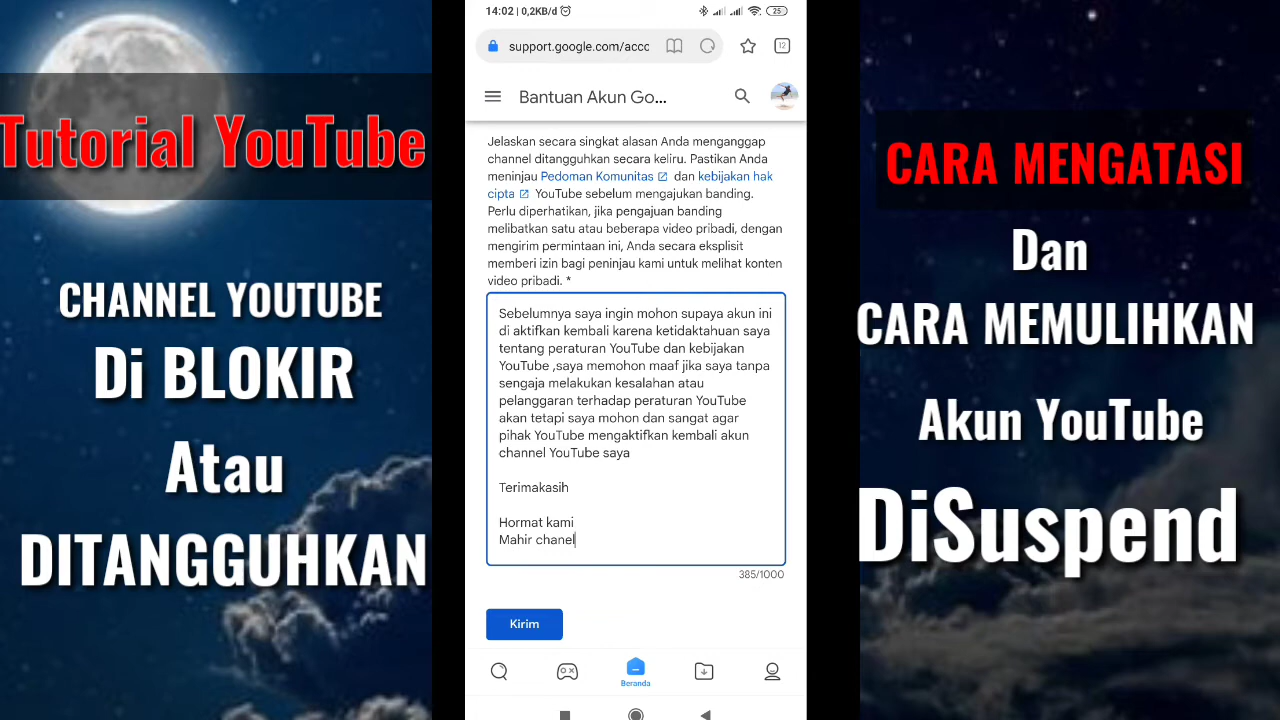 Tutorial YouTube
CHANNEL YOUTUBE
Di BLOKIR
Atau
DITANGGUHKAN
14:02 | 0,2KB/d
25
support.google.com/accc
12
Bantuan Akun Go...
Jelaskan secara singkat alasan Anda menganggap
channel ditangguhkan secara keliru. Pastikan Anda
meninjau Pedoman Komunitas dan kebijakan hak
cipta YouTube sebelum mengajukan banding.
Perlu diperhatikan, jika pengajuan banding
melibatkan satu atau beberapa video pribadi, dengan
mengirim permintaan ini, Anda secara eksplisit
memberi izin bagi peninjau kami untuk melihat konten
video pribadi. *
Sebelumnya saya ingin mohon supaya akun ini
di aktifkan kembali karena ketidaktahuan saya
tentang peraturan YouTube dan kebijakan
YouTube ,saya memohon maaf jika saya tanpa
sengaja melakukan kesalahan atau
pelanggaran terhadap peraturan YouTube
akan tetapi saya mohon dan sangat agar
pihak YouTube mengaktifkan kembali akun
channel YouTube saya
Terimakasih
Hormat kami
Mahir chanel
385/1000
Kirim
Beranda
CARA MENGATASI
Dan
CARA MEMULIHKAN
Akun YouTube
DiSuspend